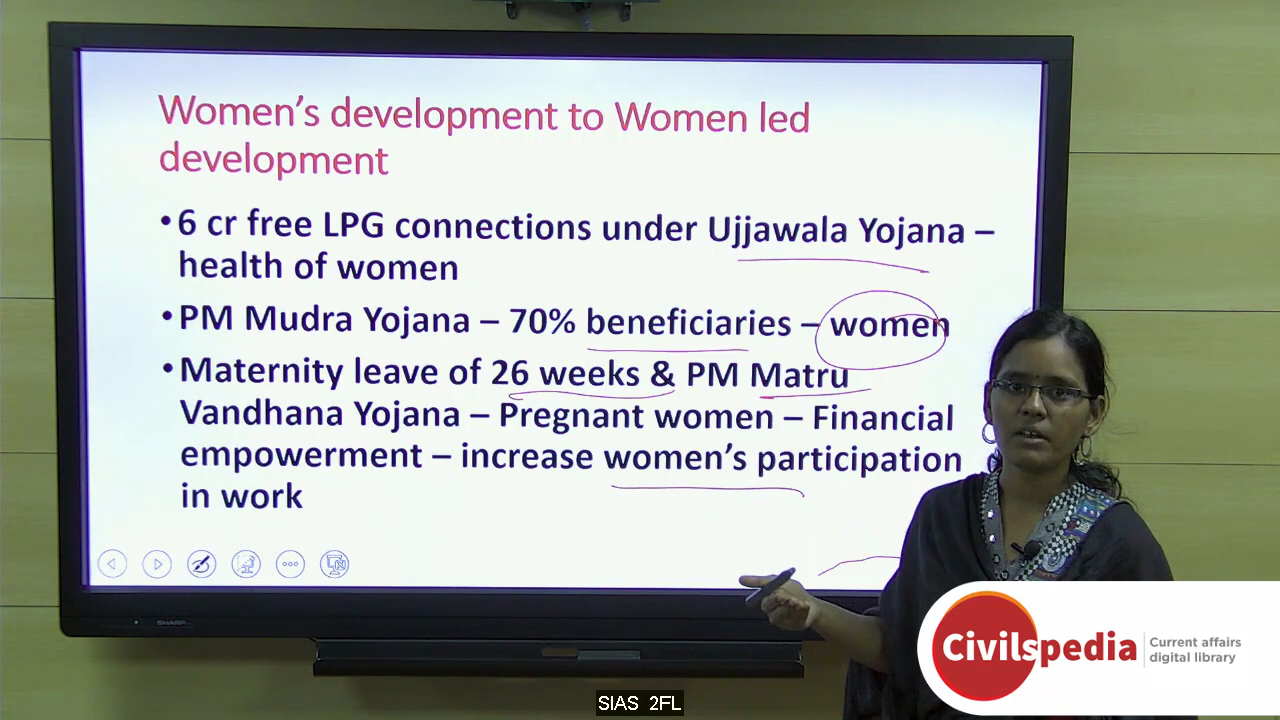 Women's development to Women led
development
• 6 cr free LPG connections under Ujjawala Yojana –
health of women
• PM Mudra Yojana – 70% beneficiaries – women
• Maternity leave of 26 weeks & PM Matru
Vandhana Yojana – Pregnant women – Financial
empowerment – increase women's participation
in work
SHARP
Civilspedia
Current affairs
digital library
SIAS 2FL